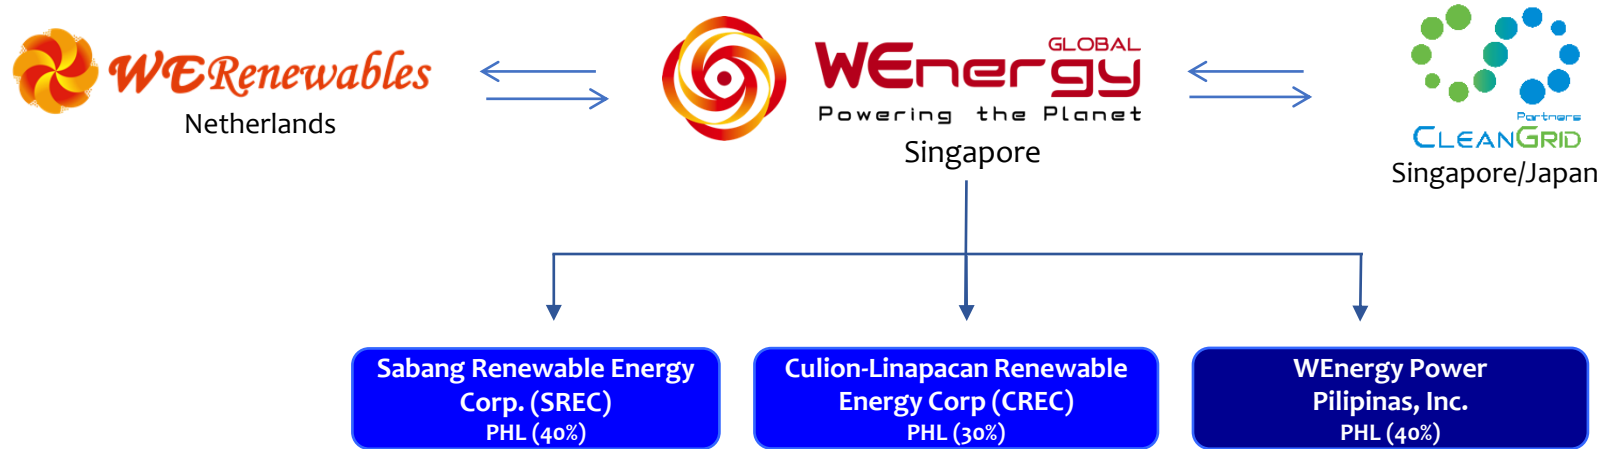 WERenewables
Netherlands
GLOBAL
WEnergy
Powering the Planet
Singapore
Partners
CLEANGRID
Singapore/Japan
Sabang Renewable Energy
Corp. (SREC)
PHL (40%)
Culion-Linapacan Renewable
Energy Corp (CREC)
PHL (30%)
WEnergy Power
Pilipinas, Inc.
PHL (40%)